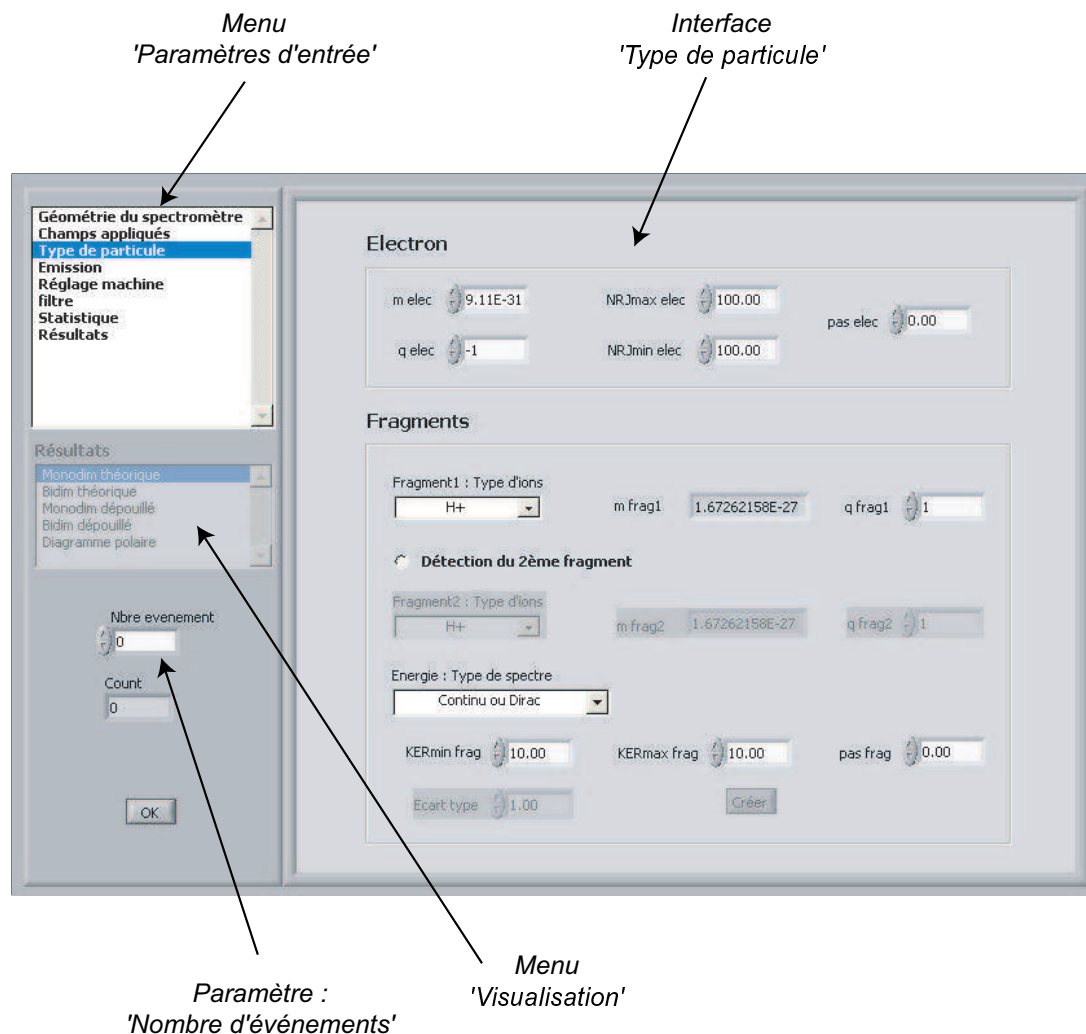 Menu
'Paramètres d'entrée'
Interface
'Type de particule'
Géométrie du spectromètre
Champs appliqués
Type de particule
Emission
Réglage machine
filtre
Statistique
Résultats
Résultats
Monodim théorique
Bidim théorique
Monodim dépouillé
Bidim dépouillé
Diagramme polaire
Nbre evenement
0
Count
0
OK
Electron
m elec 9.11E-31 NRJmax elec 100.00
pas elec 0.00
q elec -1 NRJmin elec 100.00
Fragments
Fragment1 : Type d'ions
H+ m frag1 1.67262158E-27 q frag1 1
Détection du 2ème fragment
Fragment2 : Type d'ions
H+ m frag2 1.67262158E-27 q frag2 1
Energie : Type de spectre
Continu ou Dirac
KERmin frag 10.00 KERmax frag 10.00 pas frag 0.00
Ecart type 1.00 Créer
Paramètre :
'Nombre d'événements'
Menu
'Visualisation'